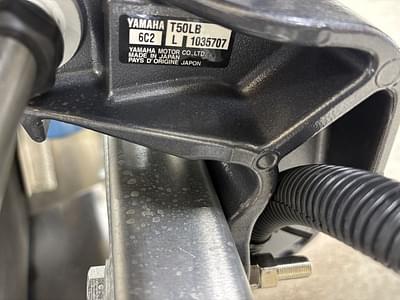 YAMAHA T50LB
6C2 L 1035707
YAMAHA MOTOR CO.,LTD.
MADE IN JAPAN
PAYS D'ORIGINE JAPON